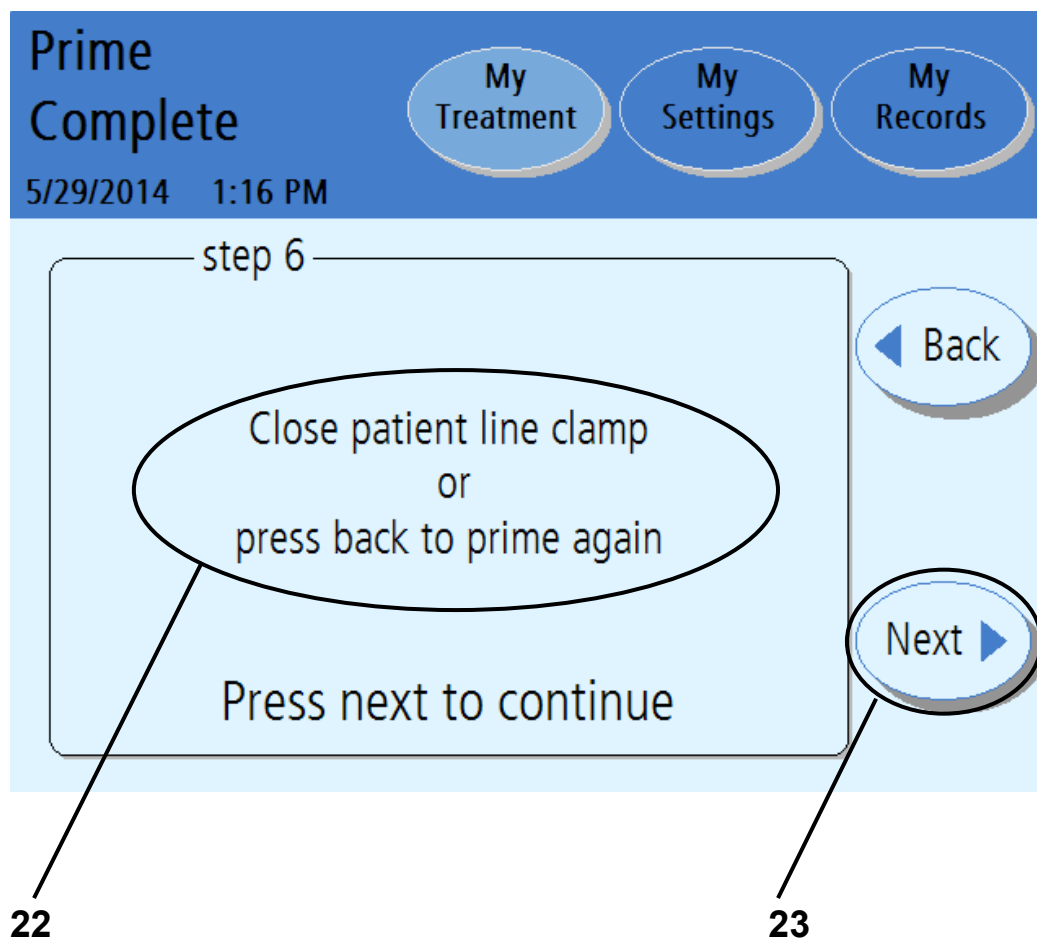 Prime
Complete
5/29/2014 1:16 PM
My
Treatment
My
Settings
My
Records
step 6
Close patient line clamp
or
press back to prime again
Press next to continue
Back
Next
22
23